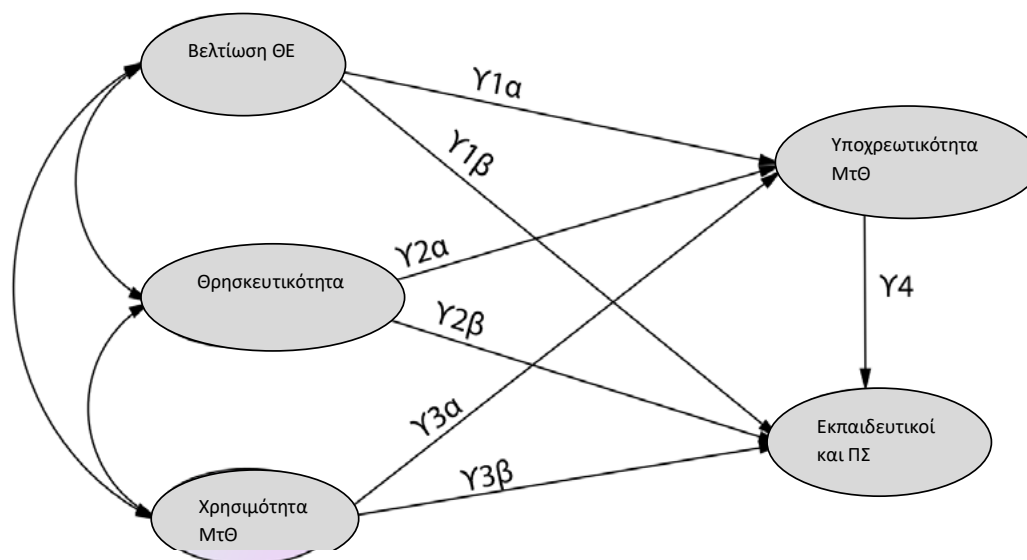 Βελτίωση ΘΕ
Υ1α
Υ1β
Υποχρεωτικότητα
ΜτΘ
Υ2α
Θρησκευτικότητα
Υ4
Υ2β
Υ3α
Εκπαιδευτικοί
και ΠΣ
Υ3β
Χρησιμότητα
ΜτΘ